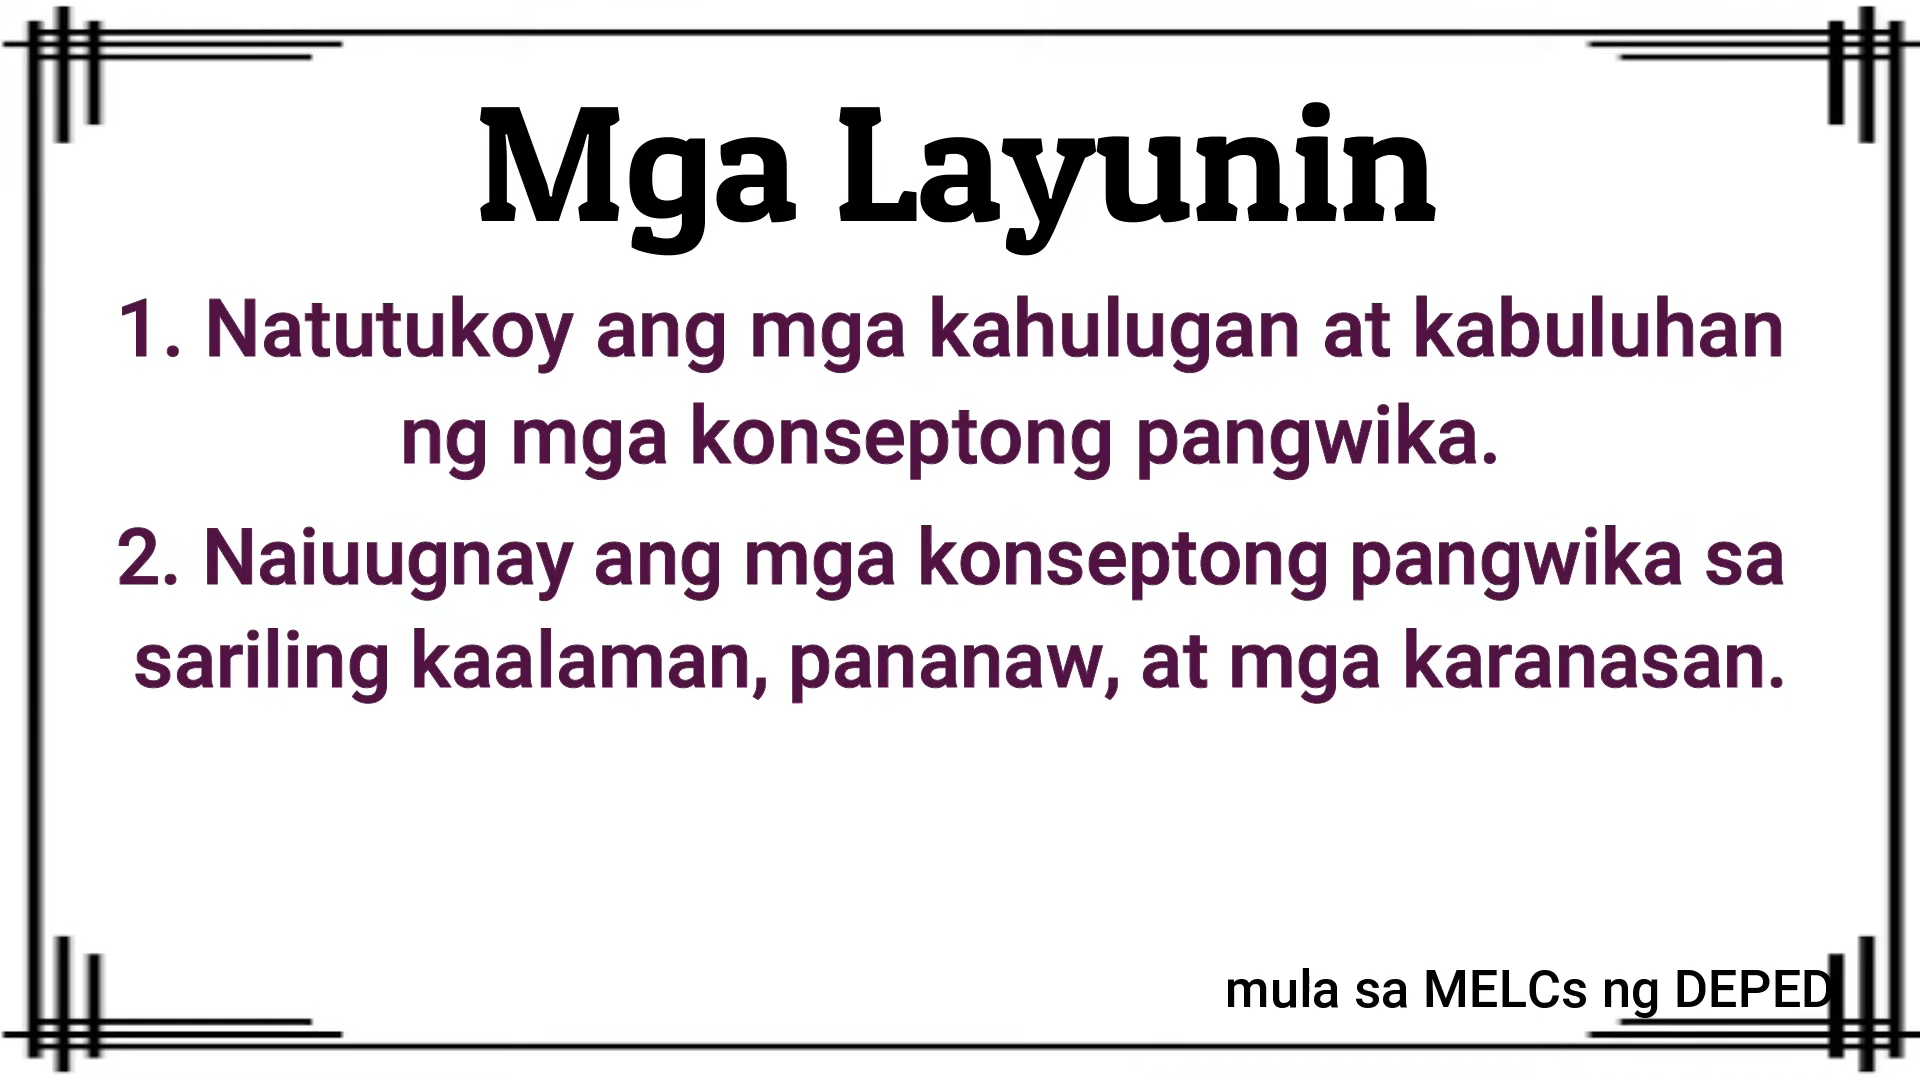 Mga Layunin
1. Natutukoy ang mga kahulugan at kabuluhan
ng mga konseptong pangwika.
2. Naiuugnay ang mga konseptong pangwika sa
sariling kaalaman, pananaw, at mga karanasan.
mula sa MELCs ng DEPED